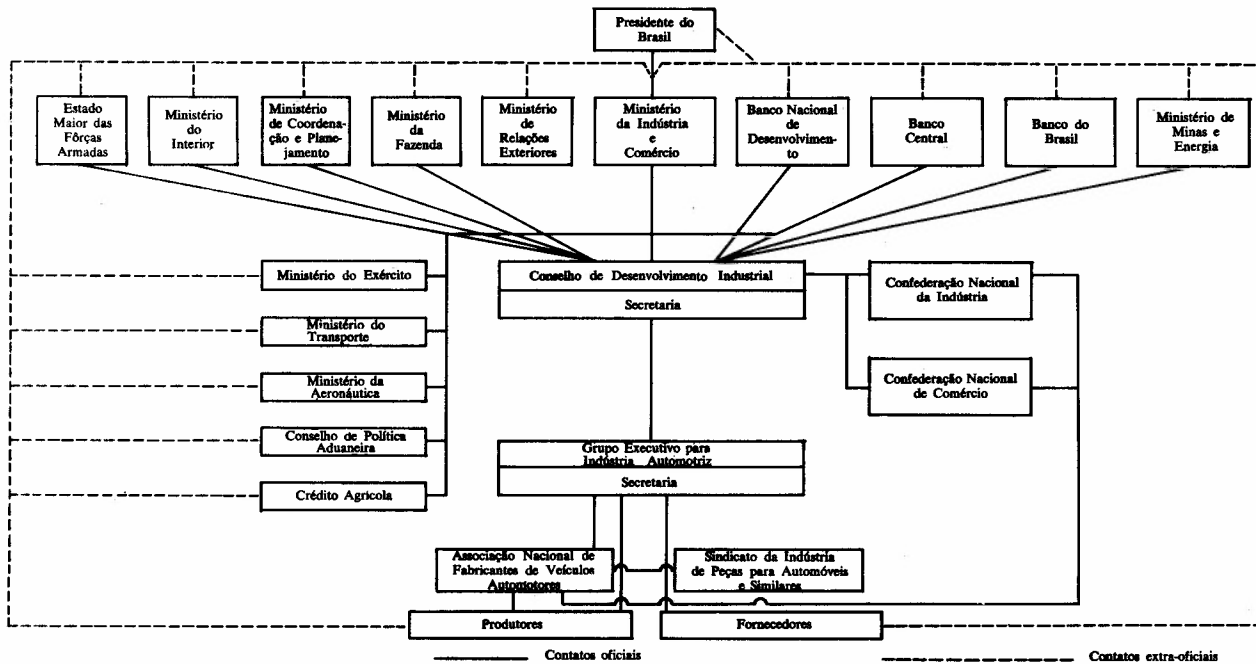 Presidente do
Brasil
Estado
Maior das
Fôrças
Armadas
Ministério
do
Interior
Ministério
de Coordena-
ção e Plane-
jamento
Ministério
da
Fazenda
Ministério
de
Relações
Exteriores
Ministério
da Indústria
e
Comércio
Banco Nacional
de
Desenvolvimen-
to
Banco
Central
Banco do
Brasil
Ministério de
Minas e
Energia
Ministério do Exército
Ministério do
Transporte
Ministério da
Aeronáutica
Conselho de Política
Aduaneira
Crédito Agrícola
Conselho de Desenvolvimento Industrial
Secretaria
Confederação Nacional
da Indústria
Confederação Nacional
de Comércio
Grupo Executivo para
Indústria Automotriz
Secretaria
Associação Nacional de
Fabricantes de Veículos
Automotores
Sindicato da Indústria
de Peças para Automóveis
e Similares
Produtores
Fornecedores
Contatos oficiais
Contatos extra-oficiais